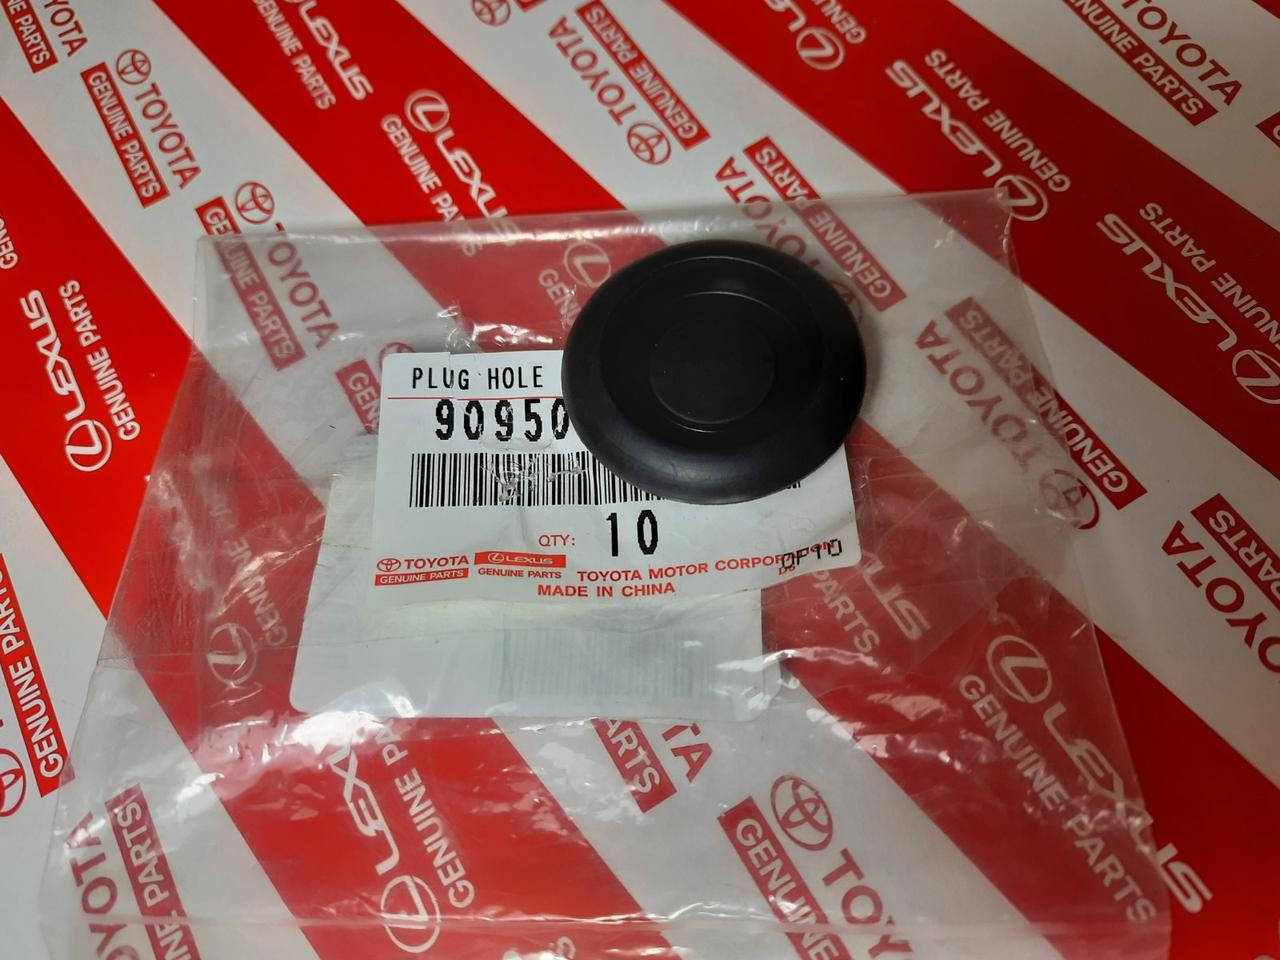 PLUG HOLE
90950
QTY: 10
TOYOTA LEXUS
GENUINE PARTS GENUINE PARTS TOYOTA MOTOR
MADE IN CHINA
TOYOTA
GENUINE PARTS
LEXUS
GENUINE PARTS